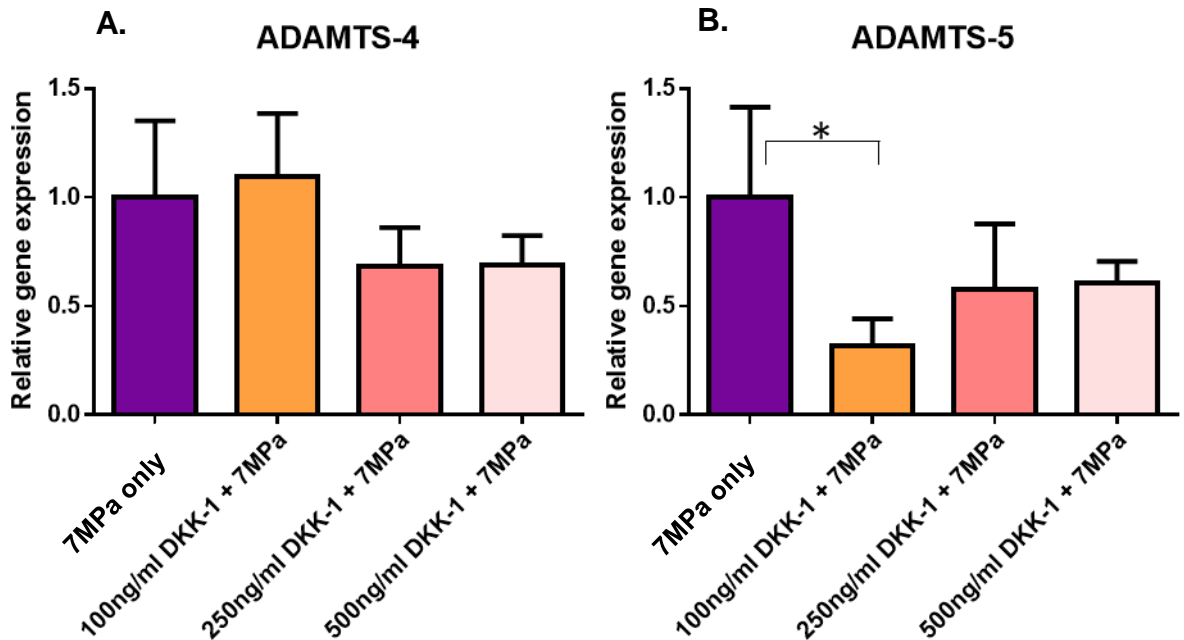 A.
ADAMTS-4
Relative gene expression
1.5
1.0
0.5
0.0
7MPa only
100ng/ml DKK-1 + 7MPa
250ng/ml DKK-1 + 7MPa
500ng/ml DKK-1 + 7MPa
B.
ADAMTS-5
Relative gene expression
1.5
1.0
0.5
0.0
*
7MPa only
100ng/ml DKK-1 + 7MPa
250ng/ml DKK-1 + 7MPa
500ng/ml DKK-1 + 7MPa